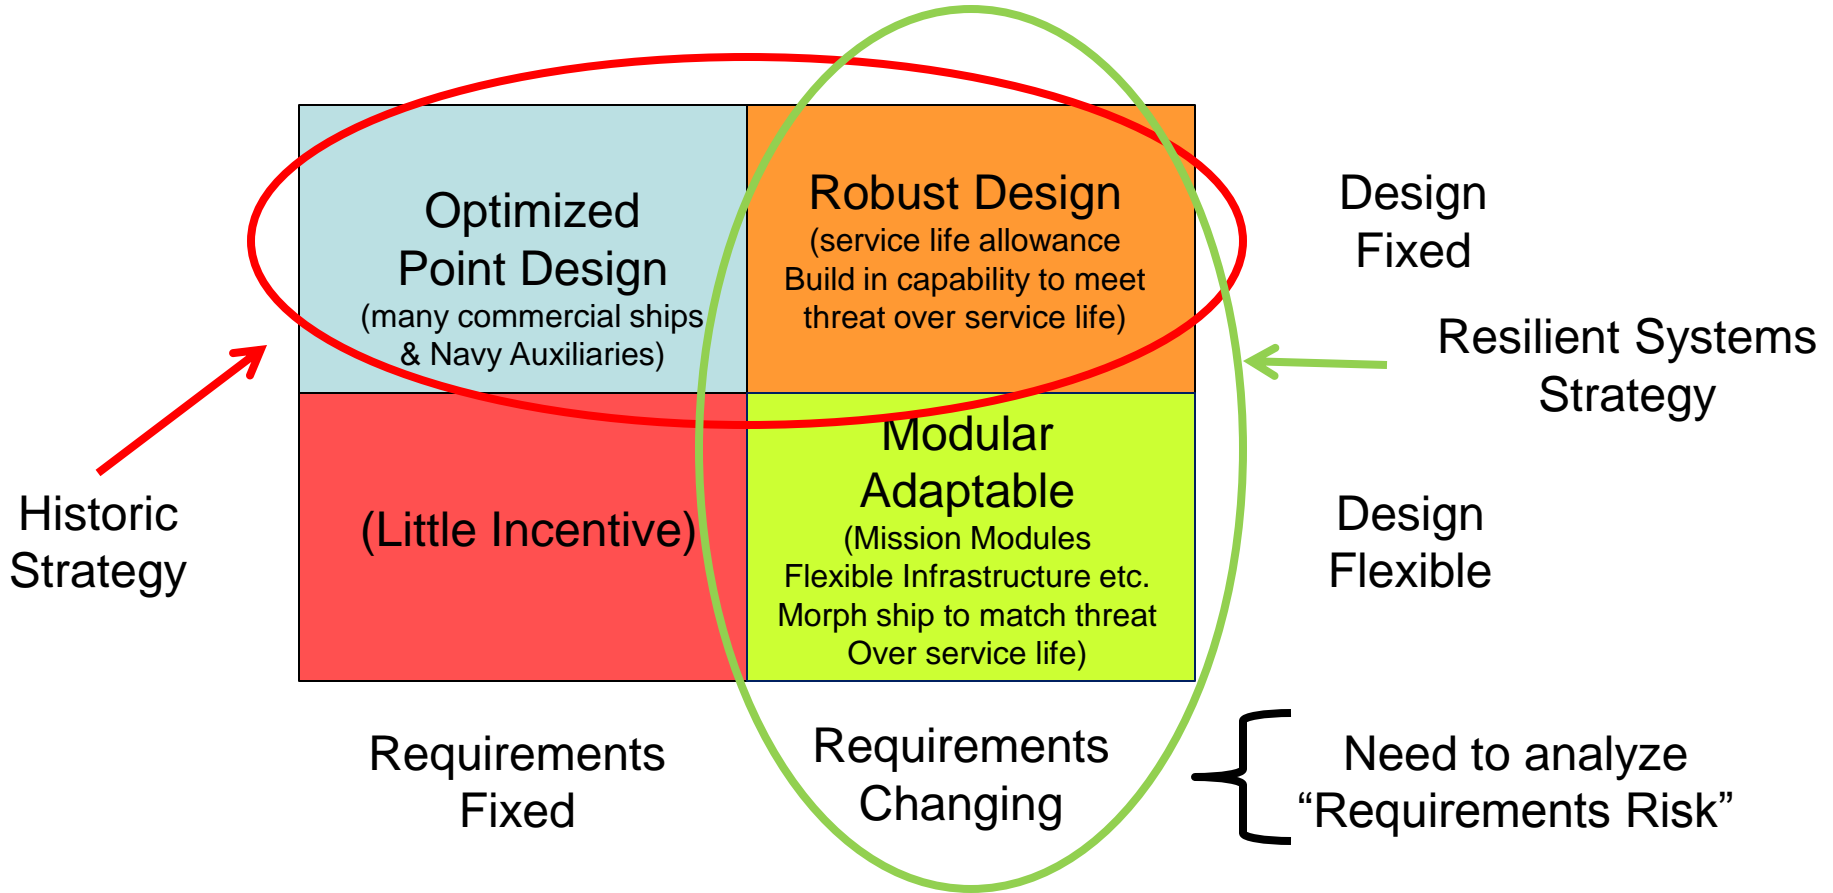 Optimized
Point Design
(many commercial ships
& Navy Auxiliaries)
Robust Design
(service life allowance
Build in capability to meet
threat over service life)
Design
Fixed
Resilient Systems
Strategy
Historic
Strategy
(Little Incentive)
Modular
Adaptable
(Mission Modules
Flexible Infrastructure etc.
Morph ship to match threat
Over service life)
Design
Flexible
Requirements
Fixed
Requirements
Changing
Need to analyze
“Requirements Risk”